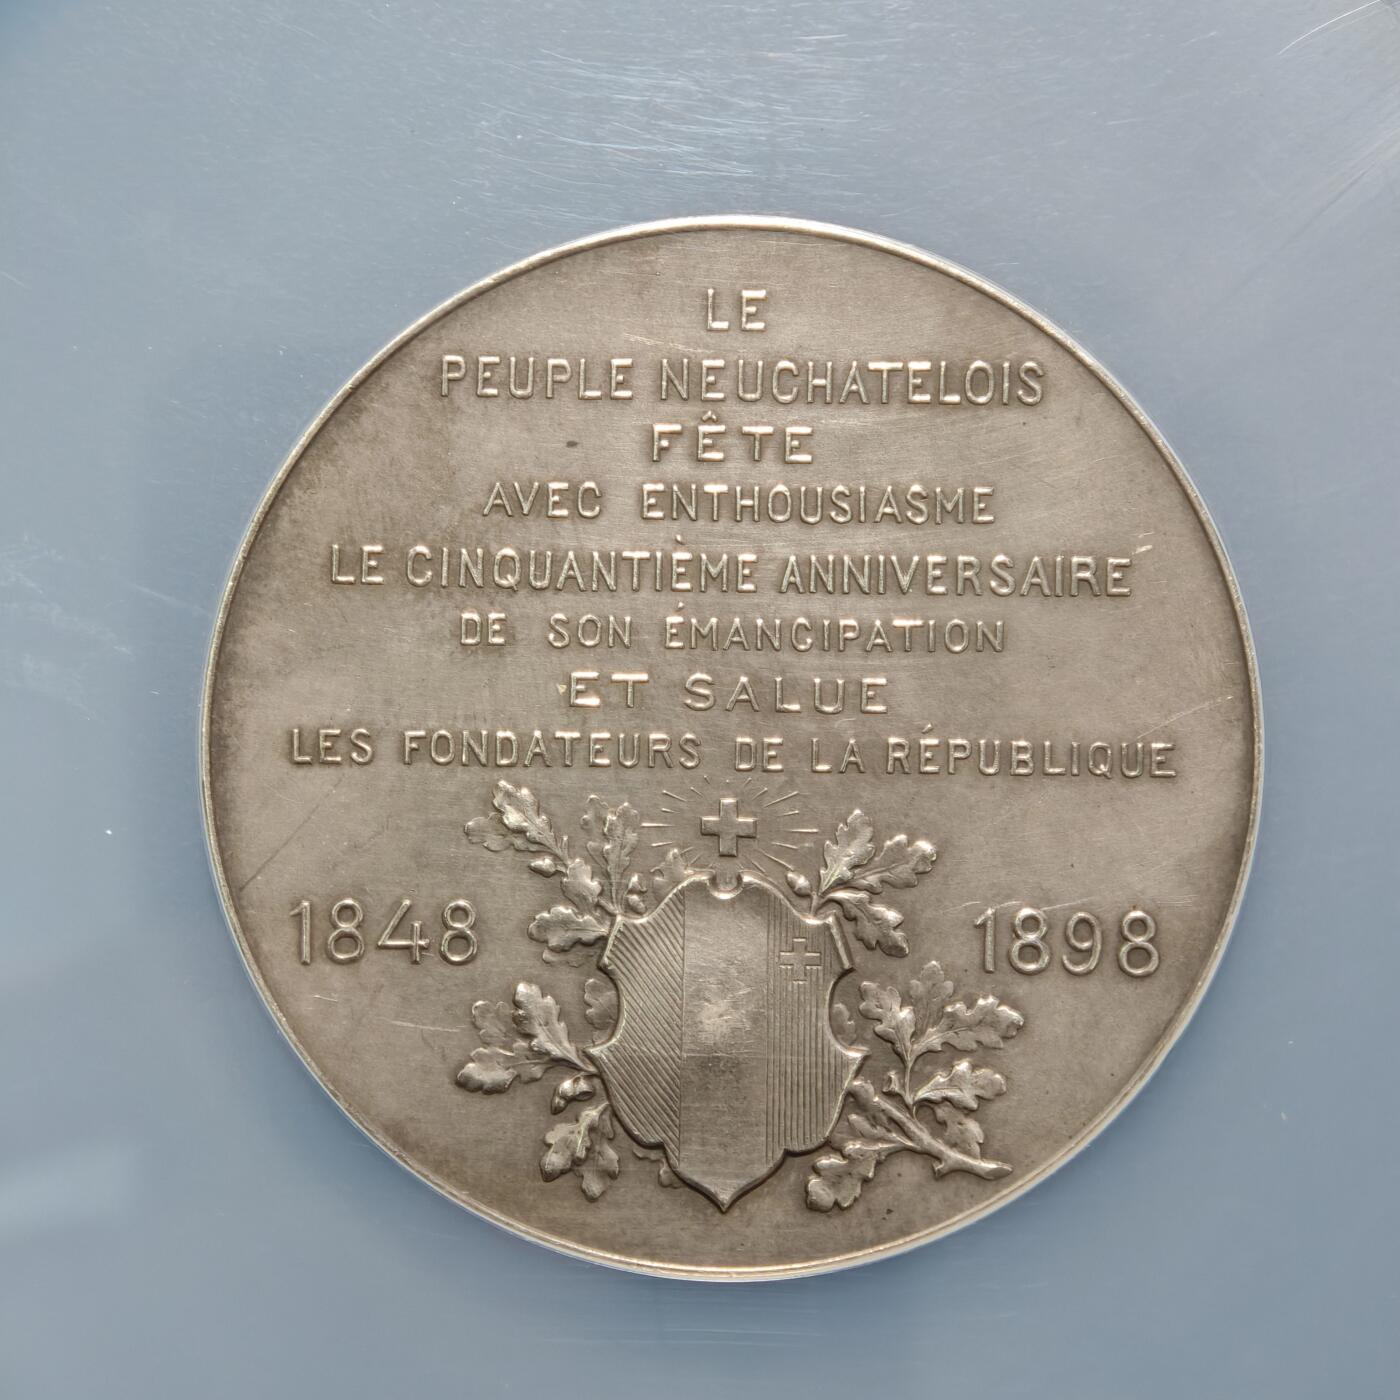 LE
PEUPLE NEUCHATELOIS
FÊTE
AVEC ENTHOUSIASME
LE CINQUANTIÈME ANNIVERSAIRE
DE SON ÉMANCIPATION
ET SALUE
LES FONDATEURS DE LA RÉPUBLIQUE
1848 1898